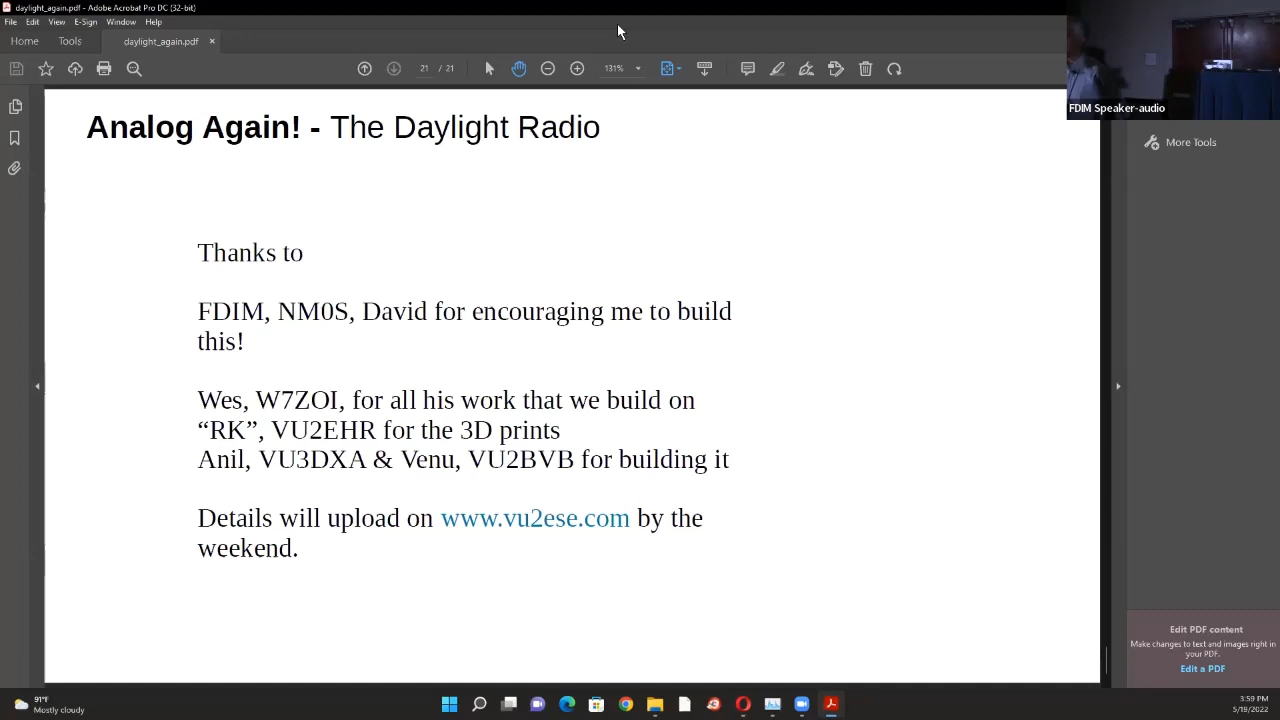 daylight_again.pdf - Adobe Acrobat Pro DC (32-bit)
File Edit View E-Sign Window Help
Home Tools daylight_again.pdf ×
21 / 21 131%
FDIM Speaker-audio
More Tools
Analog Again! - The Daylight Radio
Thanks to
FDIM, NM0S, David for encouraging me to build
this!
Wes, W7ZOI, for all his work that we build on
“RK”, VU2EHR for the 3D prints
Anil, VU3DXA & Venu, VU2BVB for building it
Details will upload on www.vu2ese.com by the
weekend.
Edit PDF content
Make changes to text and images right in
your PDF.
Edit a PDF
91°F
Mostly cloudy
3:59 PM
5/19/2022